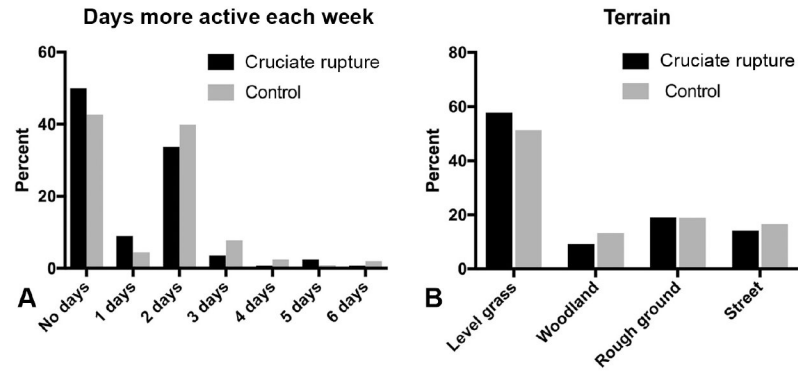 Days more active each week
60
40
20
0
Percent
Cruciate rupture
Control
No days
1 days
2 days
3 days
4 days
5 days
6 days
A
Terrain
80
60
40
20
0
Percent
Cruciate rupture
Control
Level grass
Woodland
Rough ground
Street
B